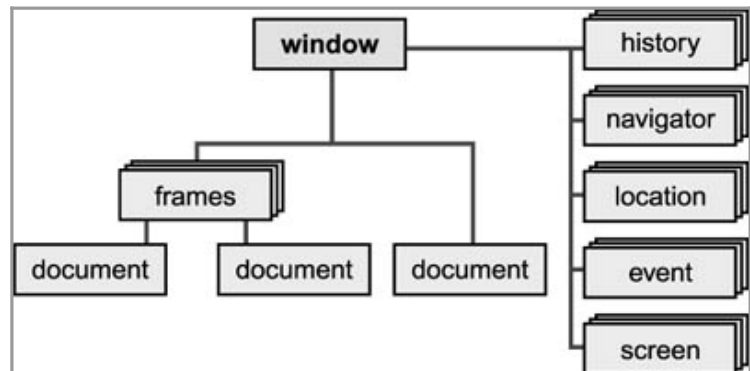 window
history
navigator
frames
location
document
document
document
event
screen